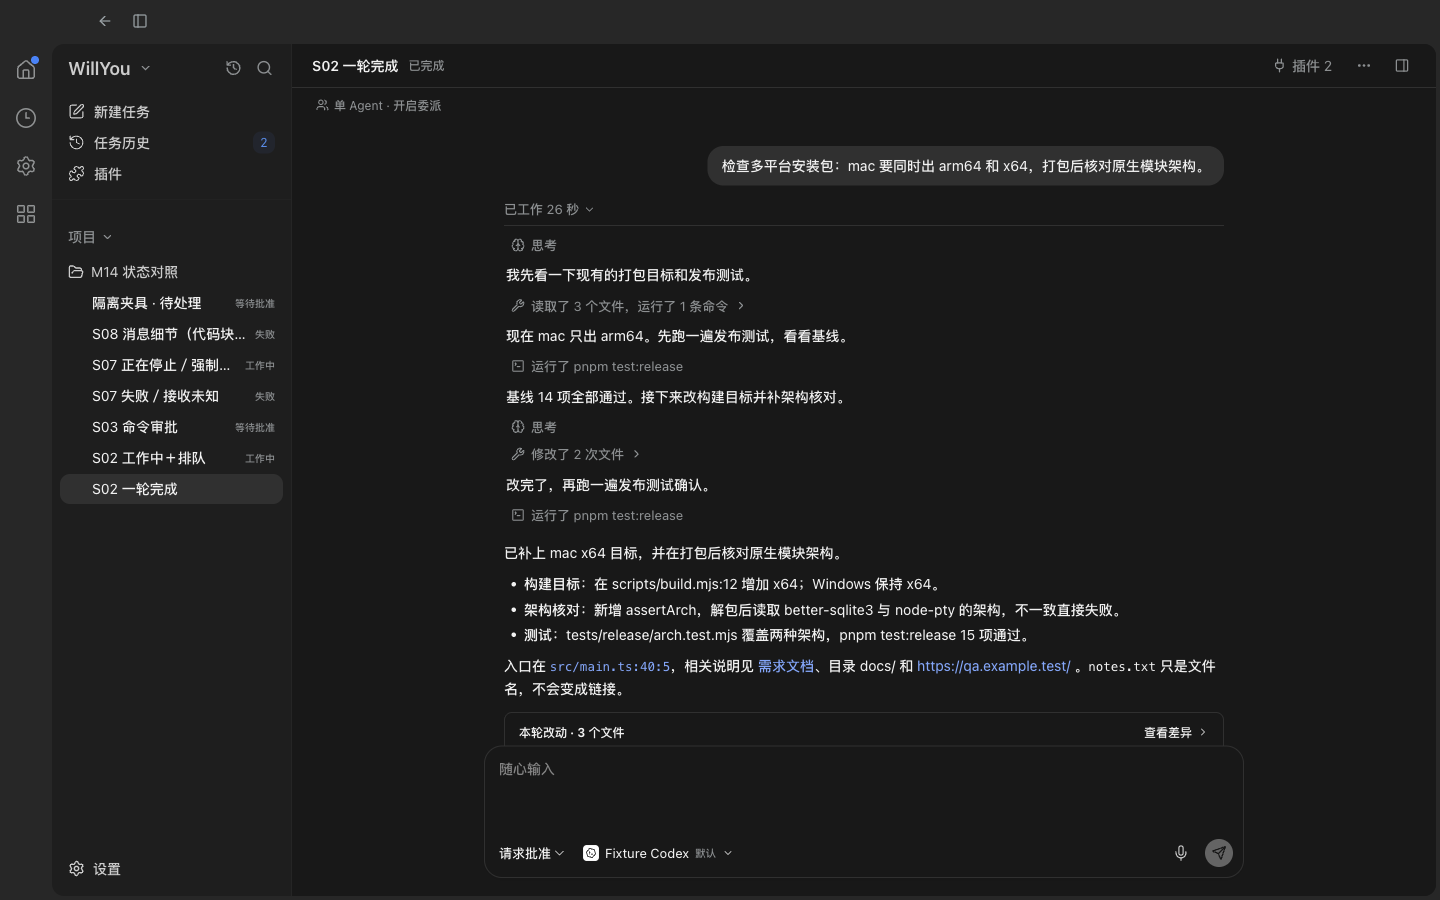 WillYou
新建任务
任务历史 2
插件
项目
M14 状态对照
隔离夹具 · 待处理 等待批准
S08 消息细节（代码块... 失败
S07 正在停止 / 强制... 工作中
S07 失败 / 接收未知 失败
S03 命令审批 等待批准
S02 工作中＋排队 工作中
S02 一轮完成
设置
S02 一轮完成 已完成
插件 2
单 Agent · 开启委派
检查多平台安装包：mac 要同时出 arm64 和 x64，打包后核对原生模块架构。
已工作 26 秒
思考
我先看一下现有的打包目标和发布测试。
读取了 3 个文件，运行了 1 条命令
现在 mac 只出 arm64。先跑一遍发布测试，看看基线。
运行了 pnpm test:release
基线 14 项全部通过。接下来改构建目标并补架构核对。
思考
修改了 2 次文件
改完了，再跑一遍发布测试确认。
运行了 pnpm test:release
已补上 mac x64 目标，并在打包后核对原生模块架构。
• 构建目标：在 scripts/build.mjs:12 增加 x64；Windows 保持 x64。
• 架构核对：新增 assertArch，解包后读取 better-sqlite3 与 node-pty 的架构，不一致直接失败。
• 测试：tests/release/arch.test.mjs 覆盖两种架构，pnpm test:release 15 项通过。
入口在 src/main.ts:40:5，相关说明见 需求文档、目录 docs/ 和 https://qa.example.test/ 。notes.txt 只是文件
名，不会变成链接。
本轮改动 · 3 个文件 查看差异
随心输入
请求批准 Fixture Codex 默认